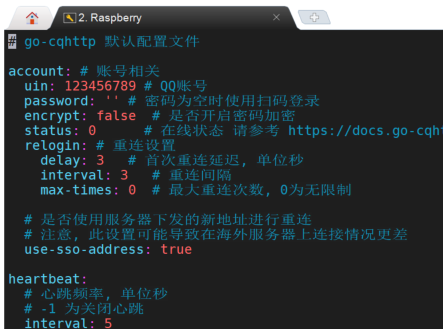 2. Raspberry
# go-cqhttp 默认配置文件
account: # 账号相关
uin: 123456789 # QQ账号
password: '' # 密码为空时使用扫码登录
encrypt: false # 是否开启密码加密
status: 0 # 在线状态 请参考 https://docs.go-cqht
relogin: # 重连设置
delay: 3 # 首次重连延迟, 单位秒
interval: 3 # 重连间隔
max-times: 0 # 最大重连次数, 0为无限制
# 是否使用服务器下发的新地址进行重连
# 注意, 此设置可能导致在海外服务器上连接情况更差
use-sso-address: true
heartbeat:
# 心跳频率, 单位秒
# -1 为关闭心跳
interval: 5